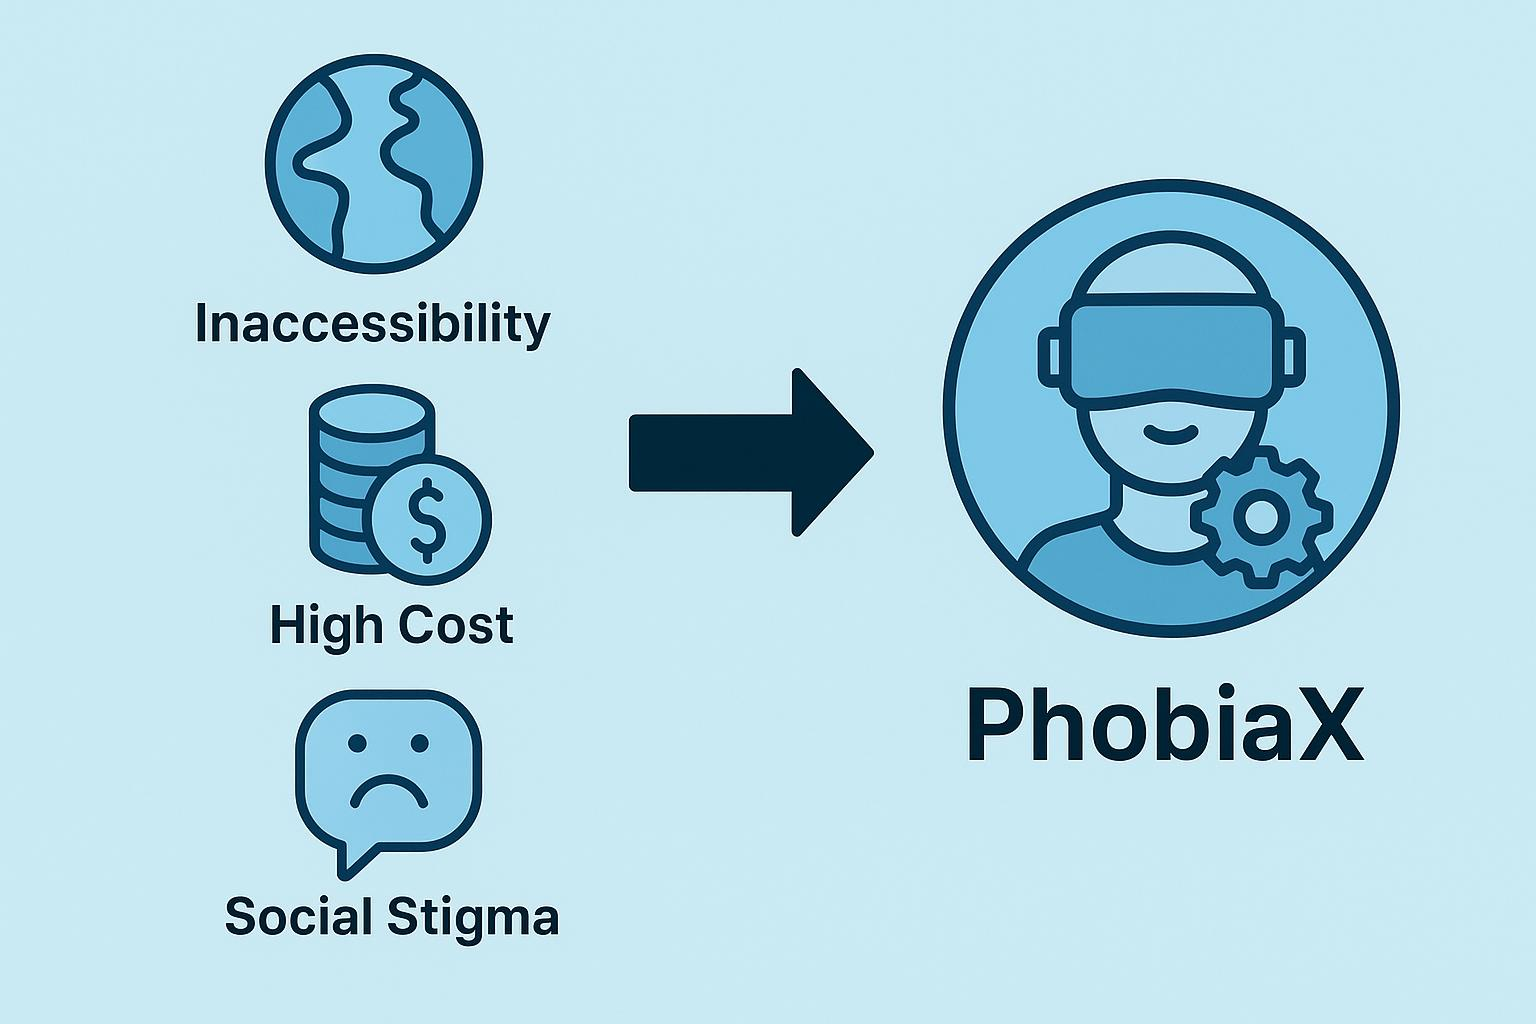 Inaccessibility
$
High Cost
Social Stigma
PhobiaX